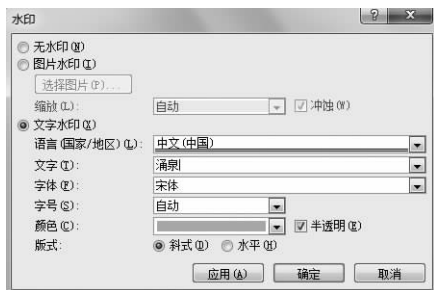 水印
无水印(N)
图片水印(I)
选择图片(P)...
缩放(L): 自动 冲蚀(W)
文字水印(X)
语言(国家/地区)(L): 中文(中国)
文字(T): 涌泉
字体(F): 宋体
字号(S): 自动
颜色(C): 半透明(E)
版式: 斜式(D) 水平(H)
应用(A) 确定 取消